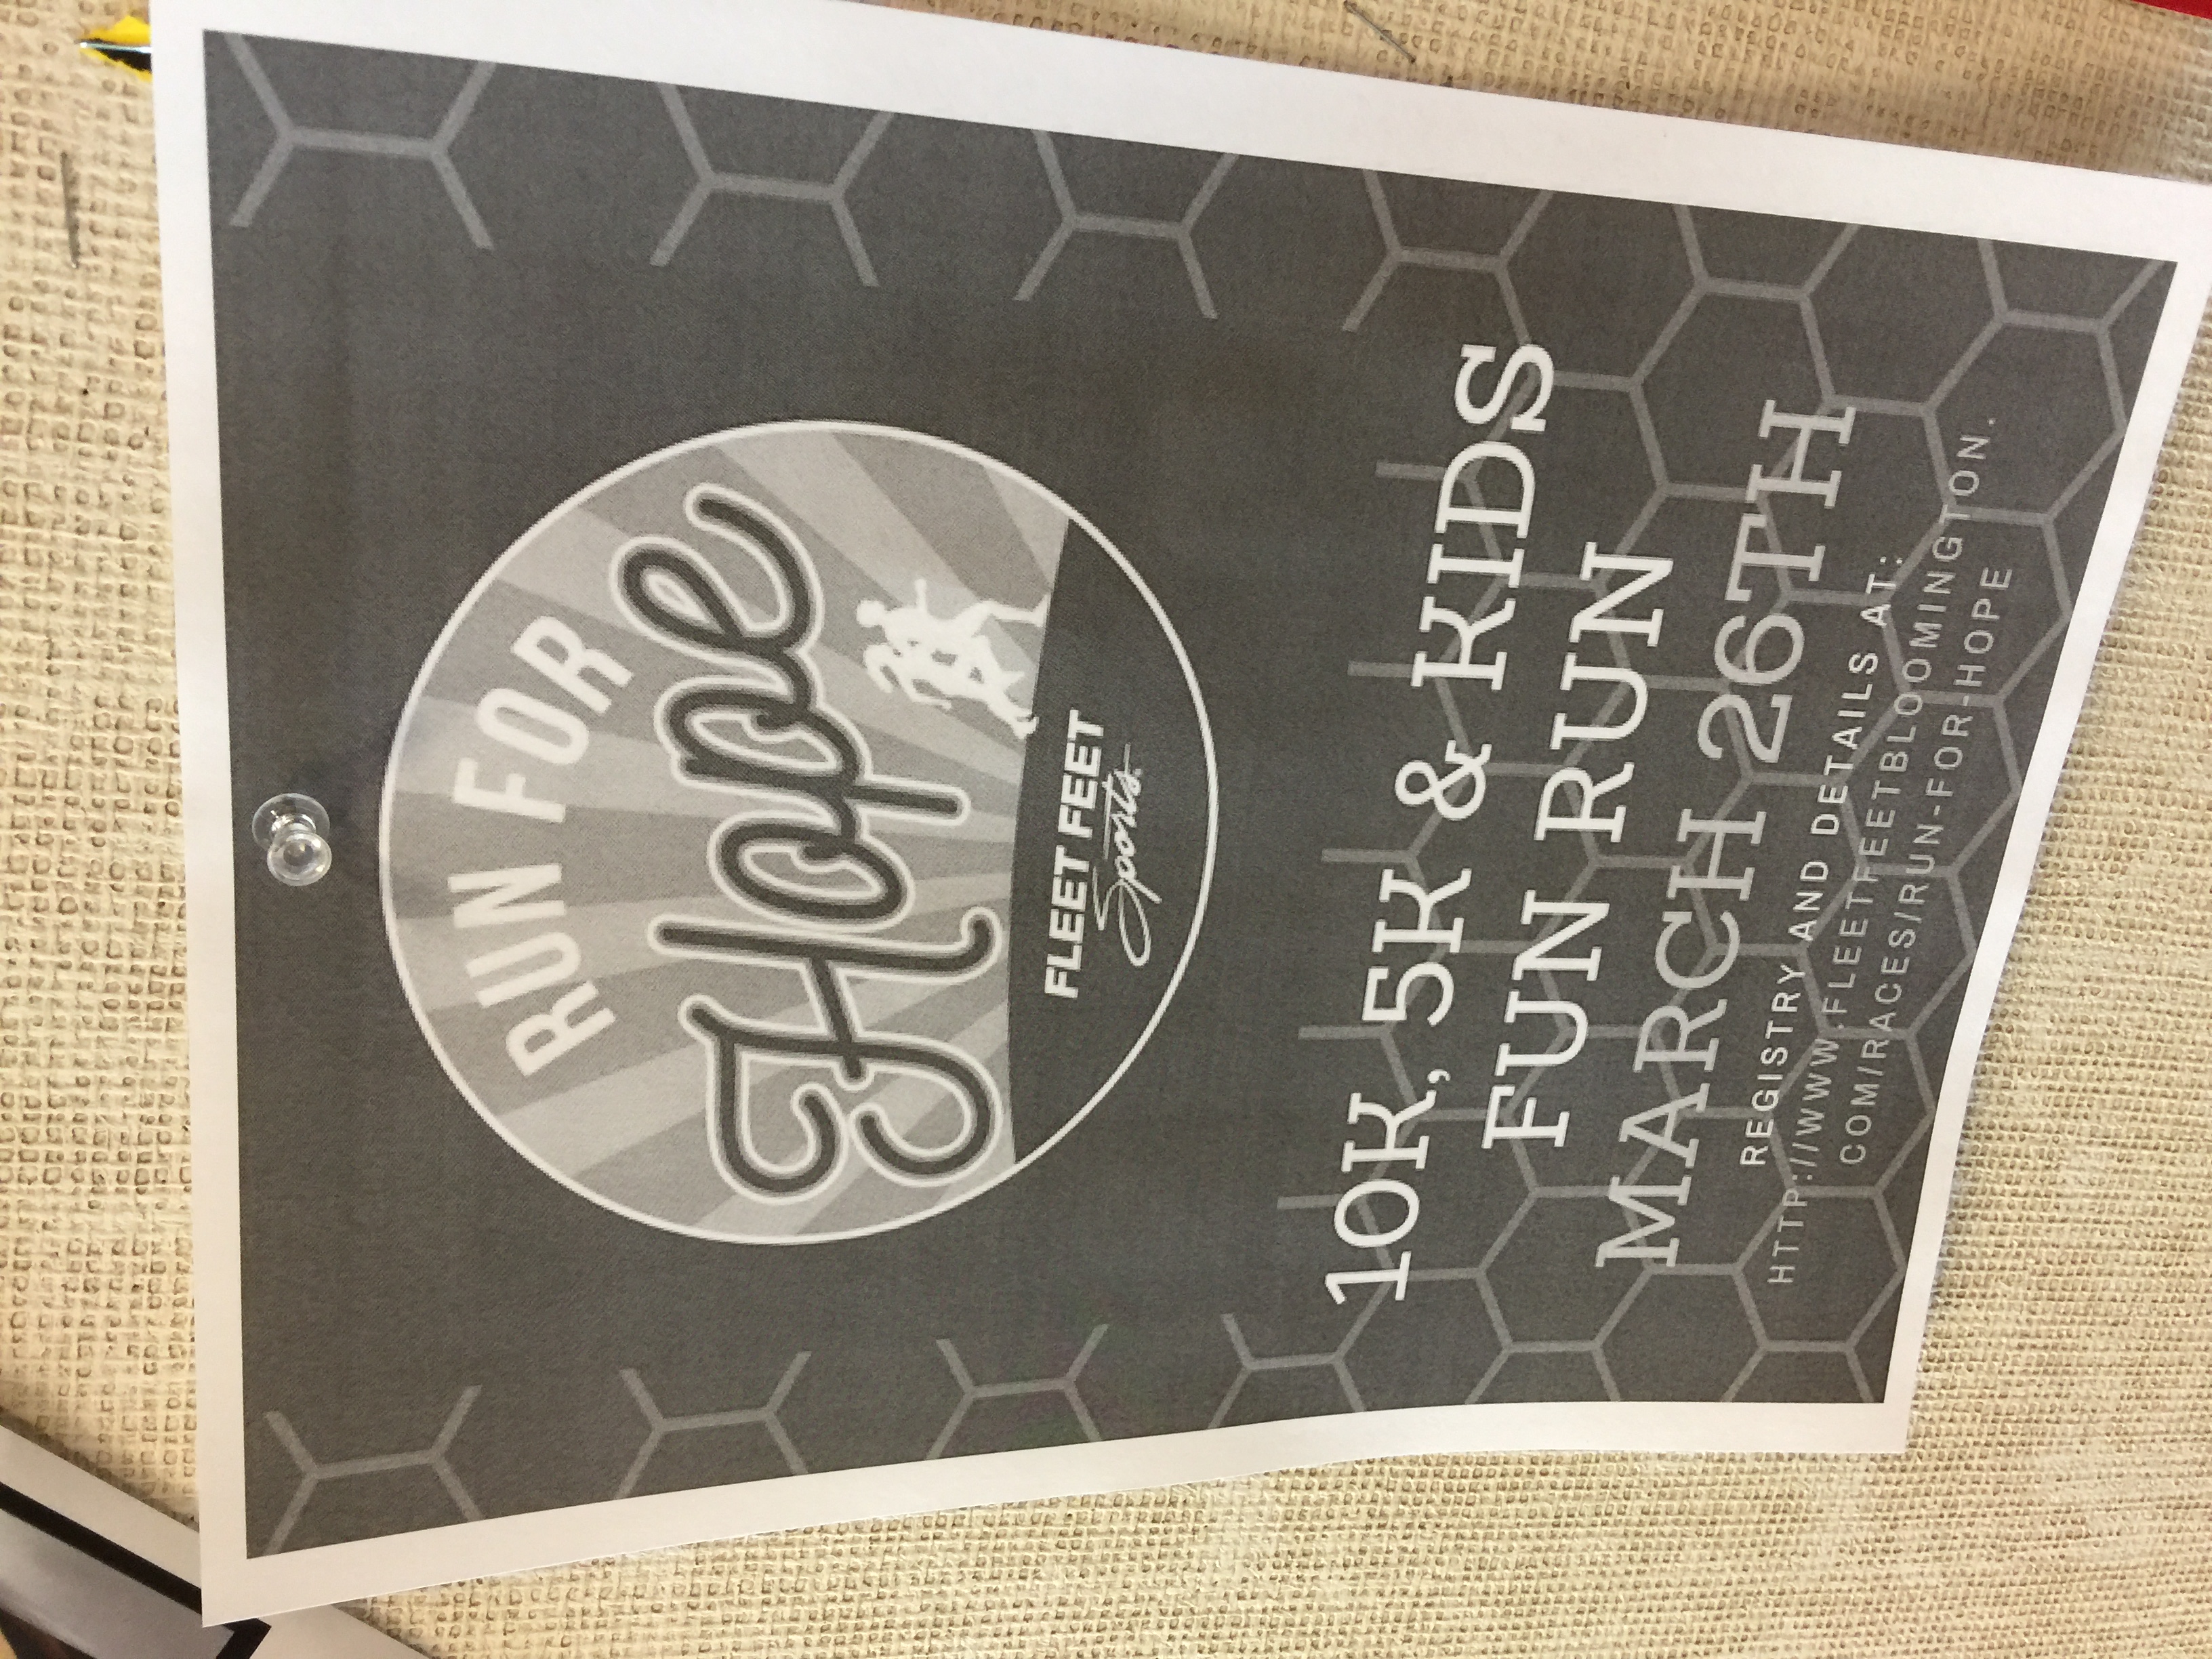 RUN FOR
Hope
FLEET FEET
Sports
10K, 5K & KIDS
FUN RUN
MARCH 26TH
REGISTRY AND DETAILS AT:
HTTP://WWW.FLEETFEETBLOOMINGTON.
COM/RACES/RUN-FOR-HOPE